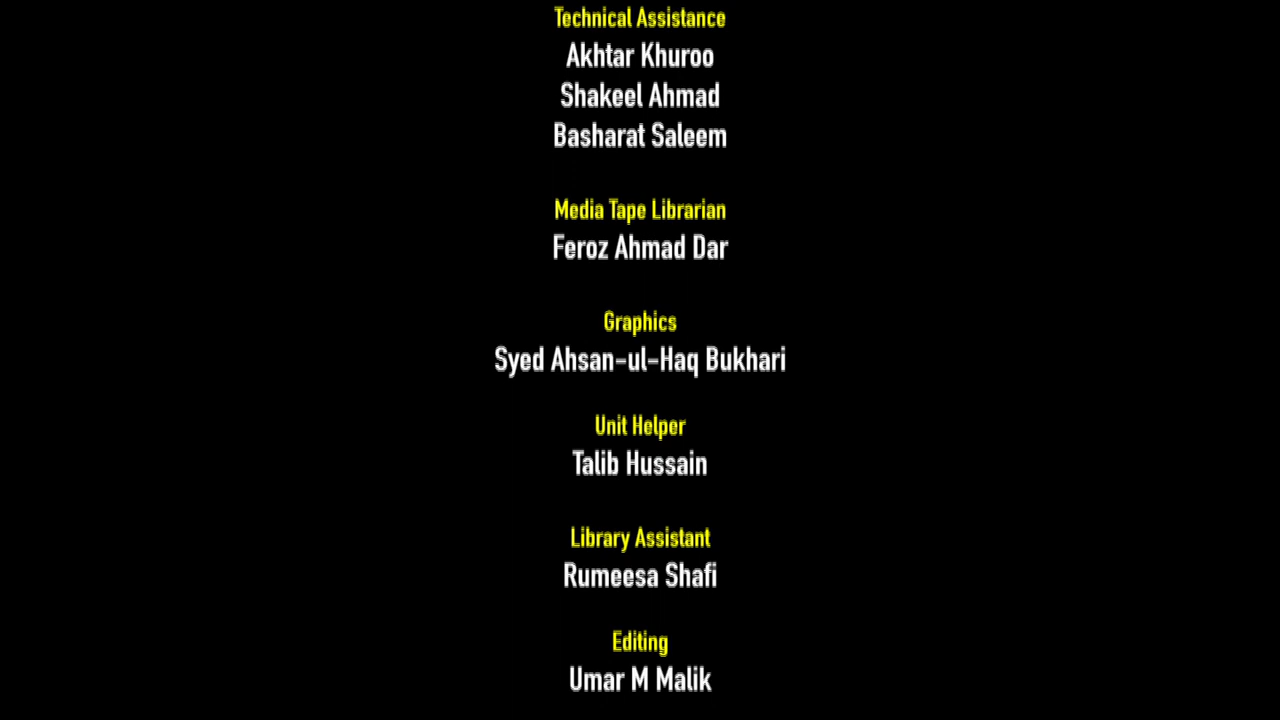 Technical Assistance
Akhtar Khuroo
Shakeel Ahmad
Basharat Saleem
Media Tape Librarian
Feroz Ahmad Dar
Graphics
Syed Ahsan-ul-Haq Bukhari
Unit Helper
Talib Hussain
Library Assistant
Rumeesa Shafi
Editing
Umar M Malik